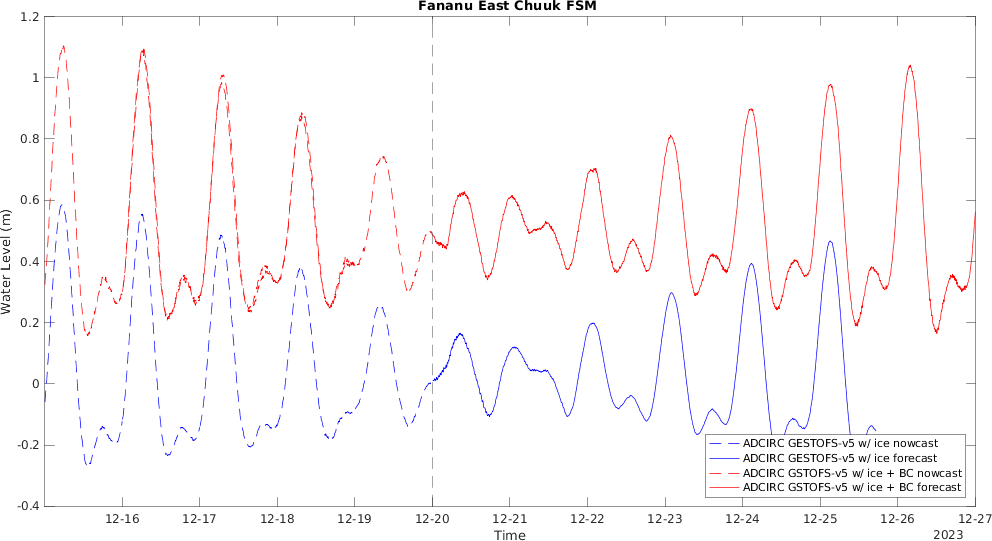 Fananu East Chuuk FSM
1.2
1
0.8
0.6
0.4
0.2
0
-0.2
-0.4
Water Level (m)
ADCIRC GESTOFS-v5 w/ ice nowcast
ADCIRC GESTOFS-v5 w/ ice forecast
ADCIRC GSTOFS-v5 w/ ice + BC nowcast
ADCIRC GSTOFS-v5 w/ ice + BC forecast
12-16 12-17 12-18 12-19 12-20 12-21 12-22 12-23 12-24 12-25 12-26 12-27
Time
2023